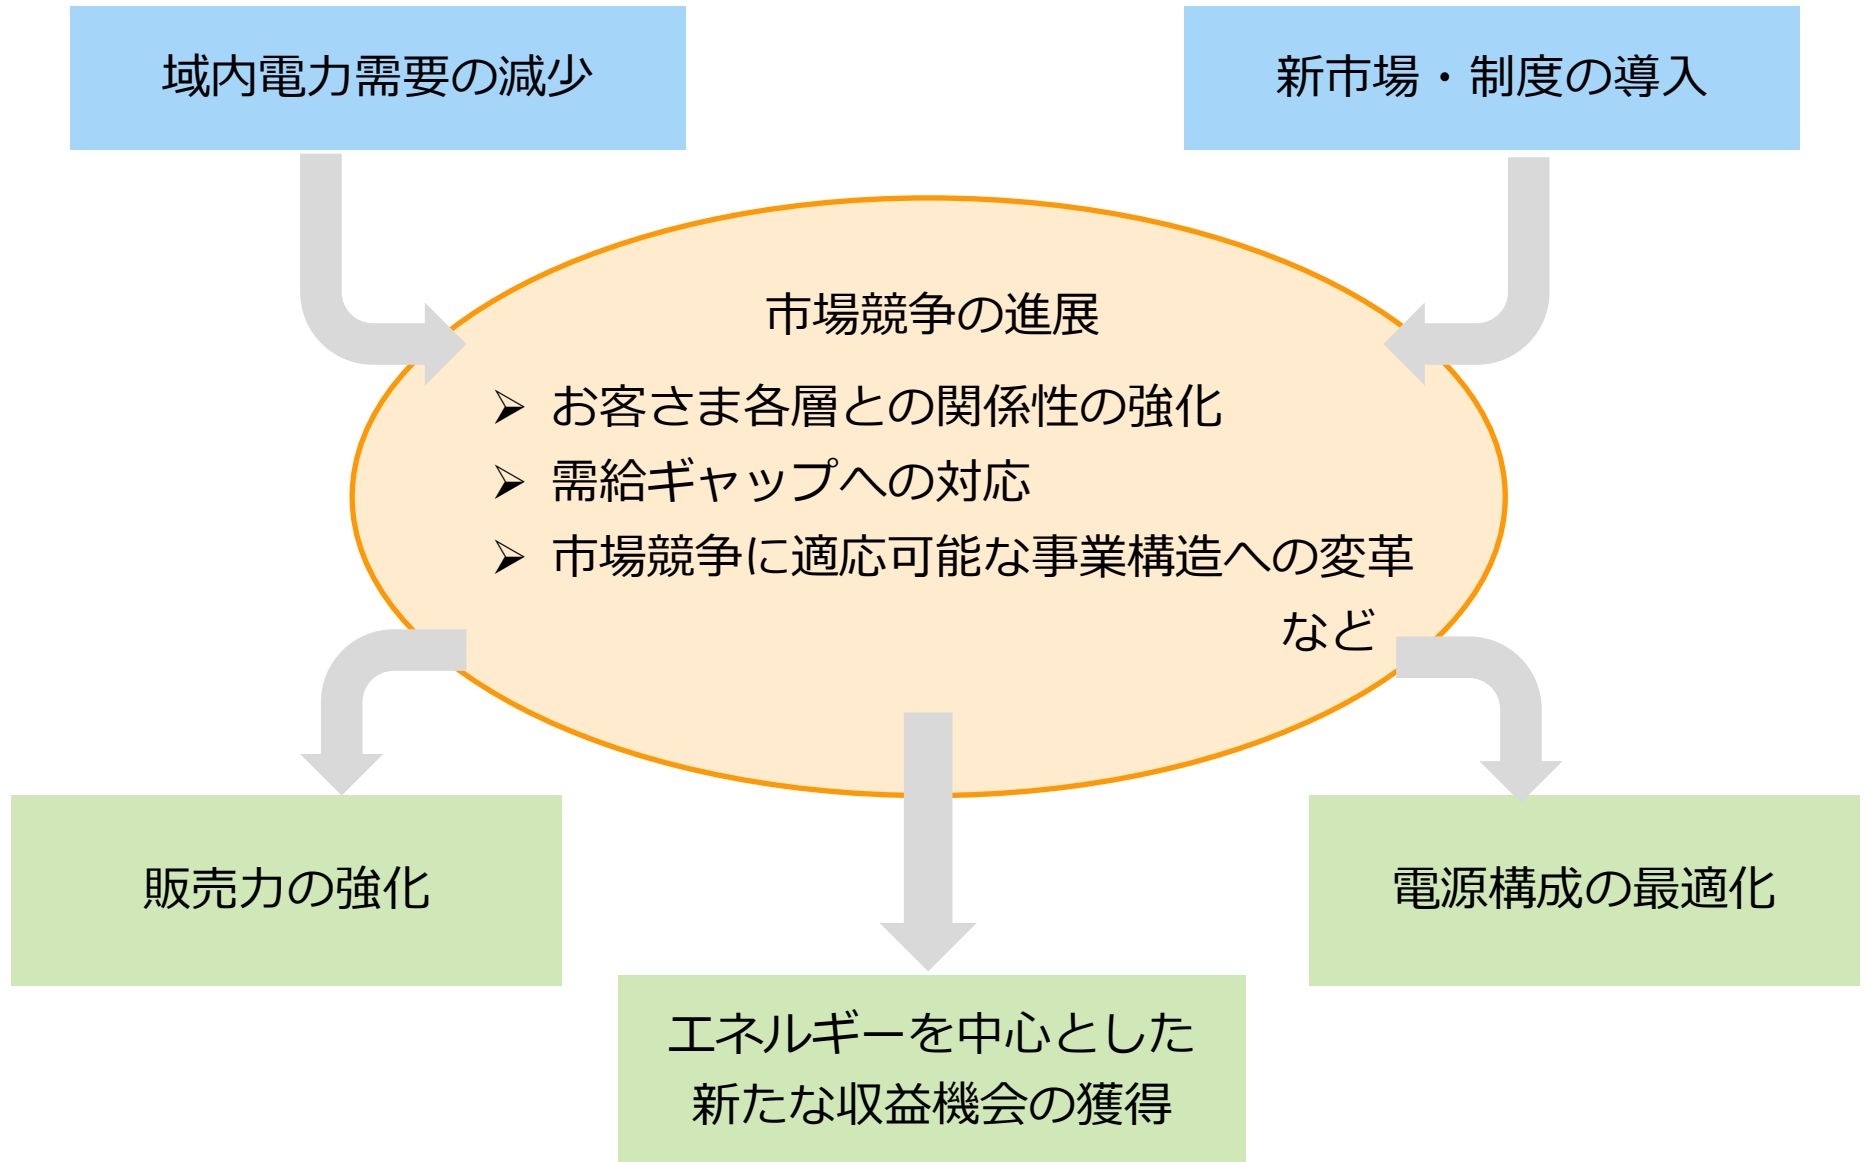 域内電力需要の減少
新市場・制度の導入
市場競争の進展
➢ お客さま各層との関係性の強化
➢ 需給ギャップへの対応
➢ 市場競争に適応可能な事業構造への変革
など
販売力の強化
電源構成の最適化
エネルギーを中心とした
新たな収益機会の獲得